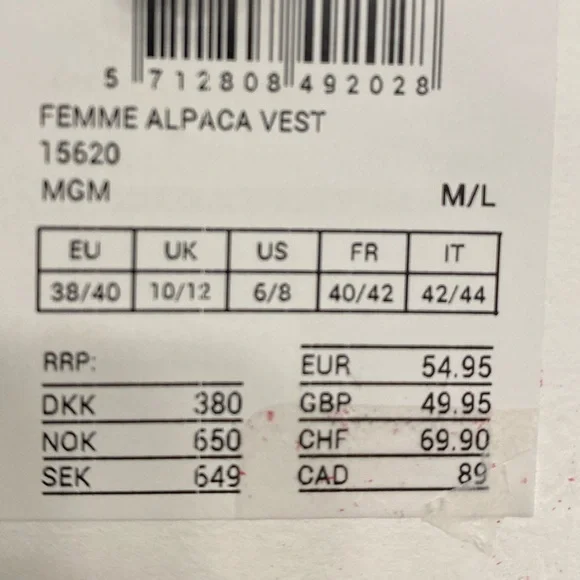 5 712808 492028
FEMME ALPACA VEST
15620
MGM M/L
EU UK US FR IT
38/40 10/12 6/8 40/42 42/44
RRP: EUR 54.95
DKK 380 GBP 49.95
NOK 650 CHF 69.90
SEK 649 CAD 89